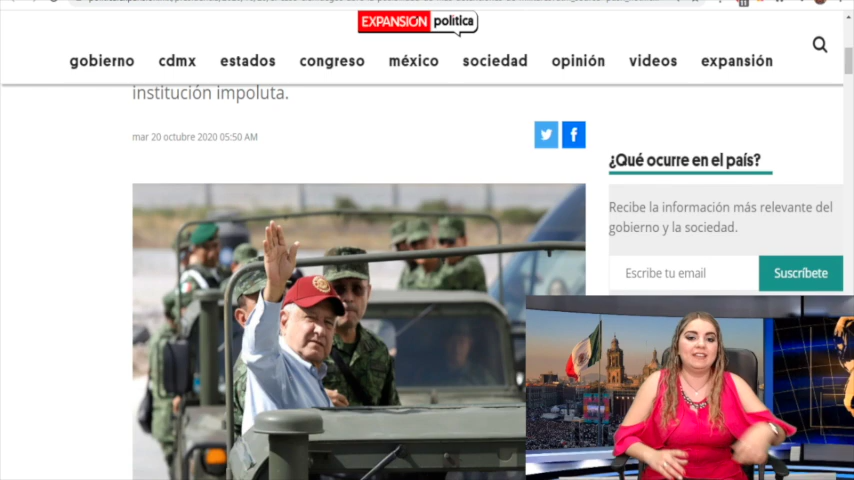 EXPANSIÓN política
gobierno cdmx estados congreso méxico sociedad opinión videos expansión
institución impoluta.
mar 20 octubre 2020 05:50 AM
¿Qué ocurre en el país?
Recibe la información más relevante del
gobierno y la sociedad.
Escribe tu email
Suscríbete